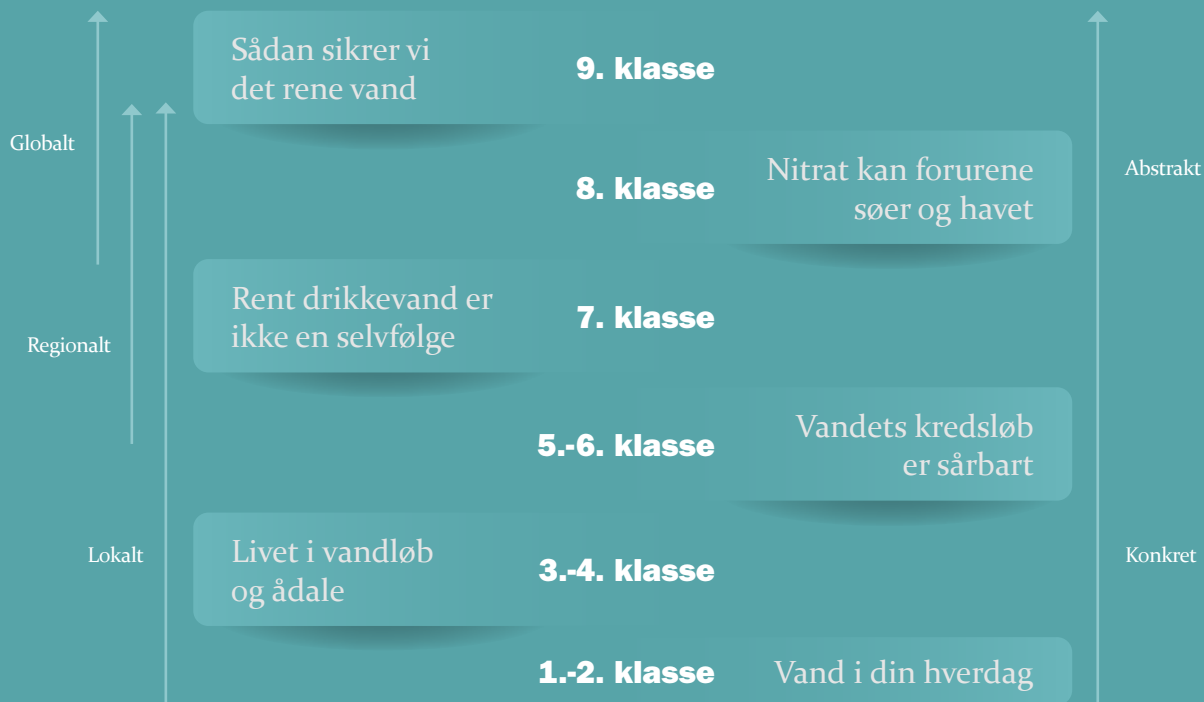 Sådan sikrer vi
det rene vand
9. klasse
Globalt
8. klasse
Nitrat kan forurene
søer og havet
Abstrakt
Rent drikkevand er
ikke en selvfølge
7. klasse
Regionalt
5.-6. klasse
Vandets kredsløb
er sårbart
Lokalt
Livet i vandløb
og ådale
3.-4. klasse
Konkret
1.-2. klasse
Vand i din hverdag